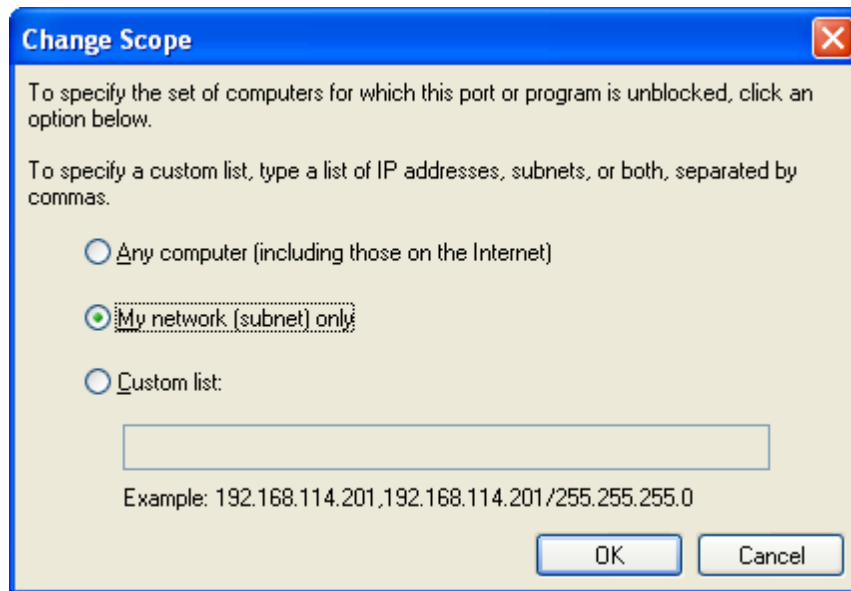 Change Scope
To specify the set of computers for which this port or program is unblocked, click an
option below.
To specify a custom list, type a list of IP addresses, subnets, or both, separated by
commas.
Any computer (including those on the Internet)
My network (subnet) only
Custom list:
Example: 192.168.114.201,192.168.114.201/255.255.255.0
OK Cancel